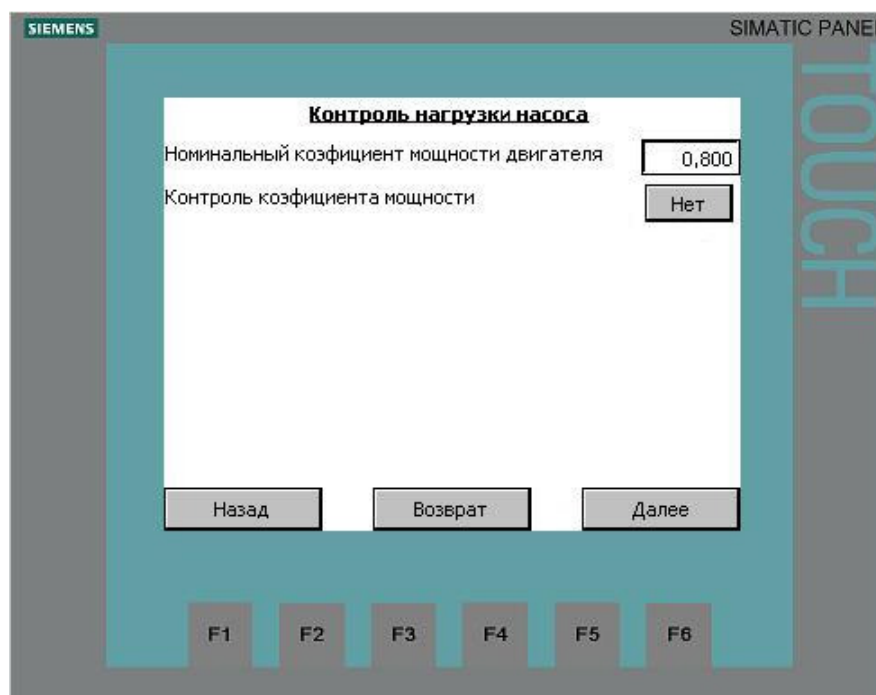 SIEMENS
SIMATIC PANEL
TOUCH
Контроль нагрузки насоса
Номинальный коэфициент мощности двигателя 0,800
Контроль коэфициента мощности Нет
Назад Возврат Далее
F1 F2 F3 F4 F5 F6